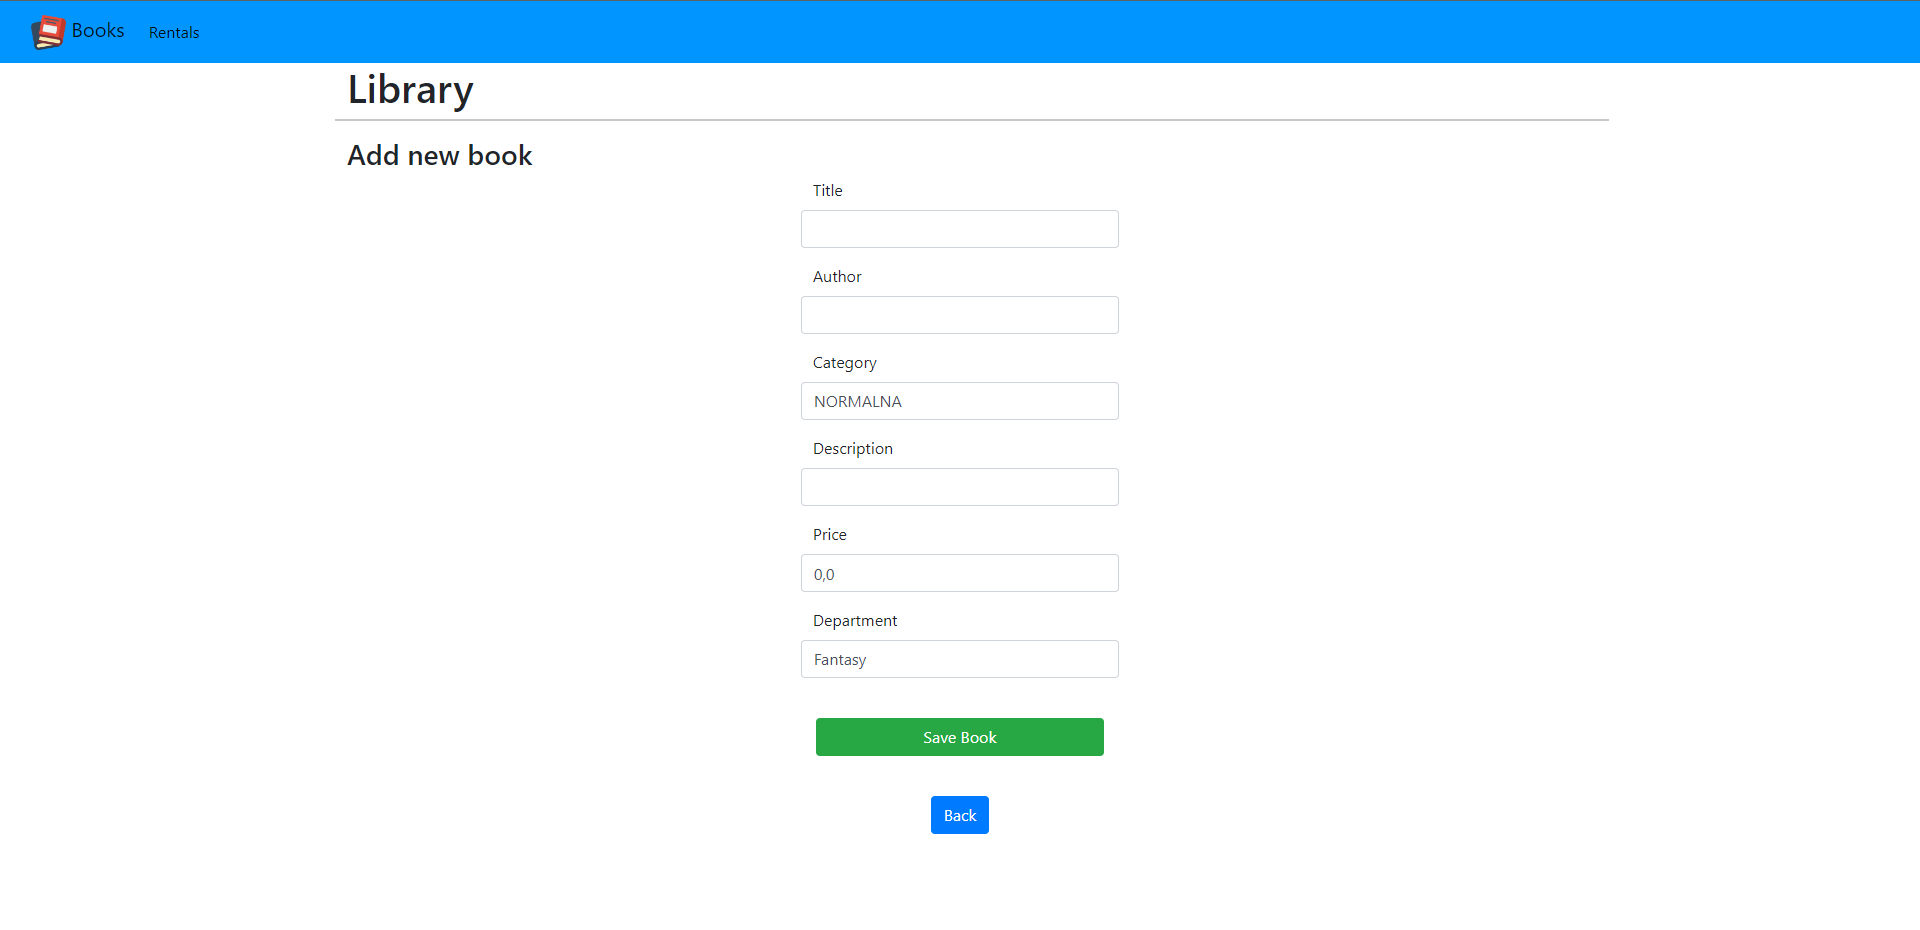 Books Rentals
Library
Add new book
Title
Author
Category
NORMALNA
Description
Price
0,0
Department
Fantasy
Save Book
Back